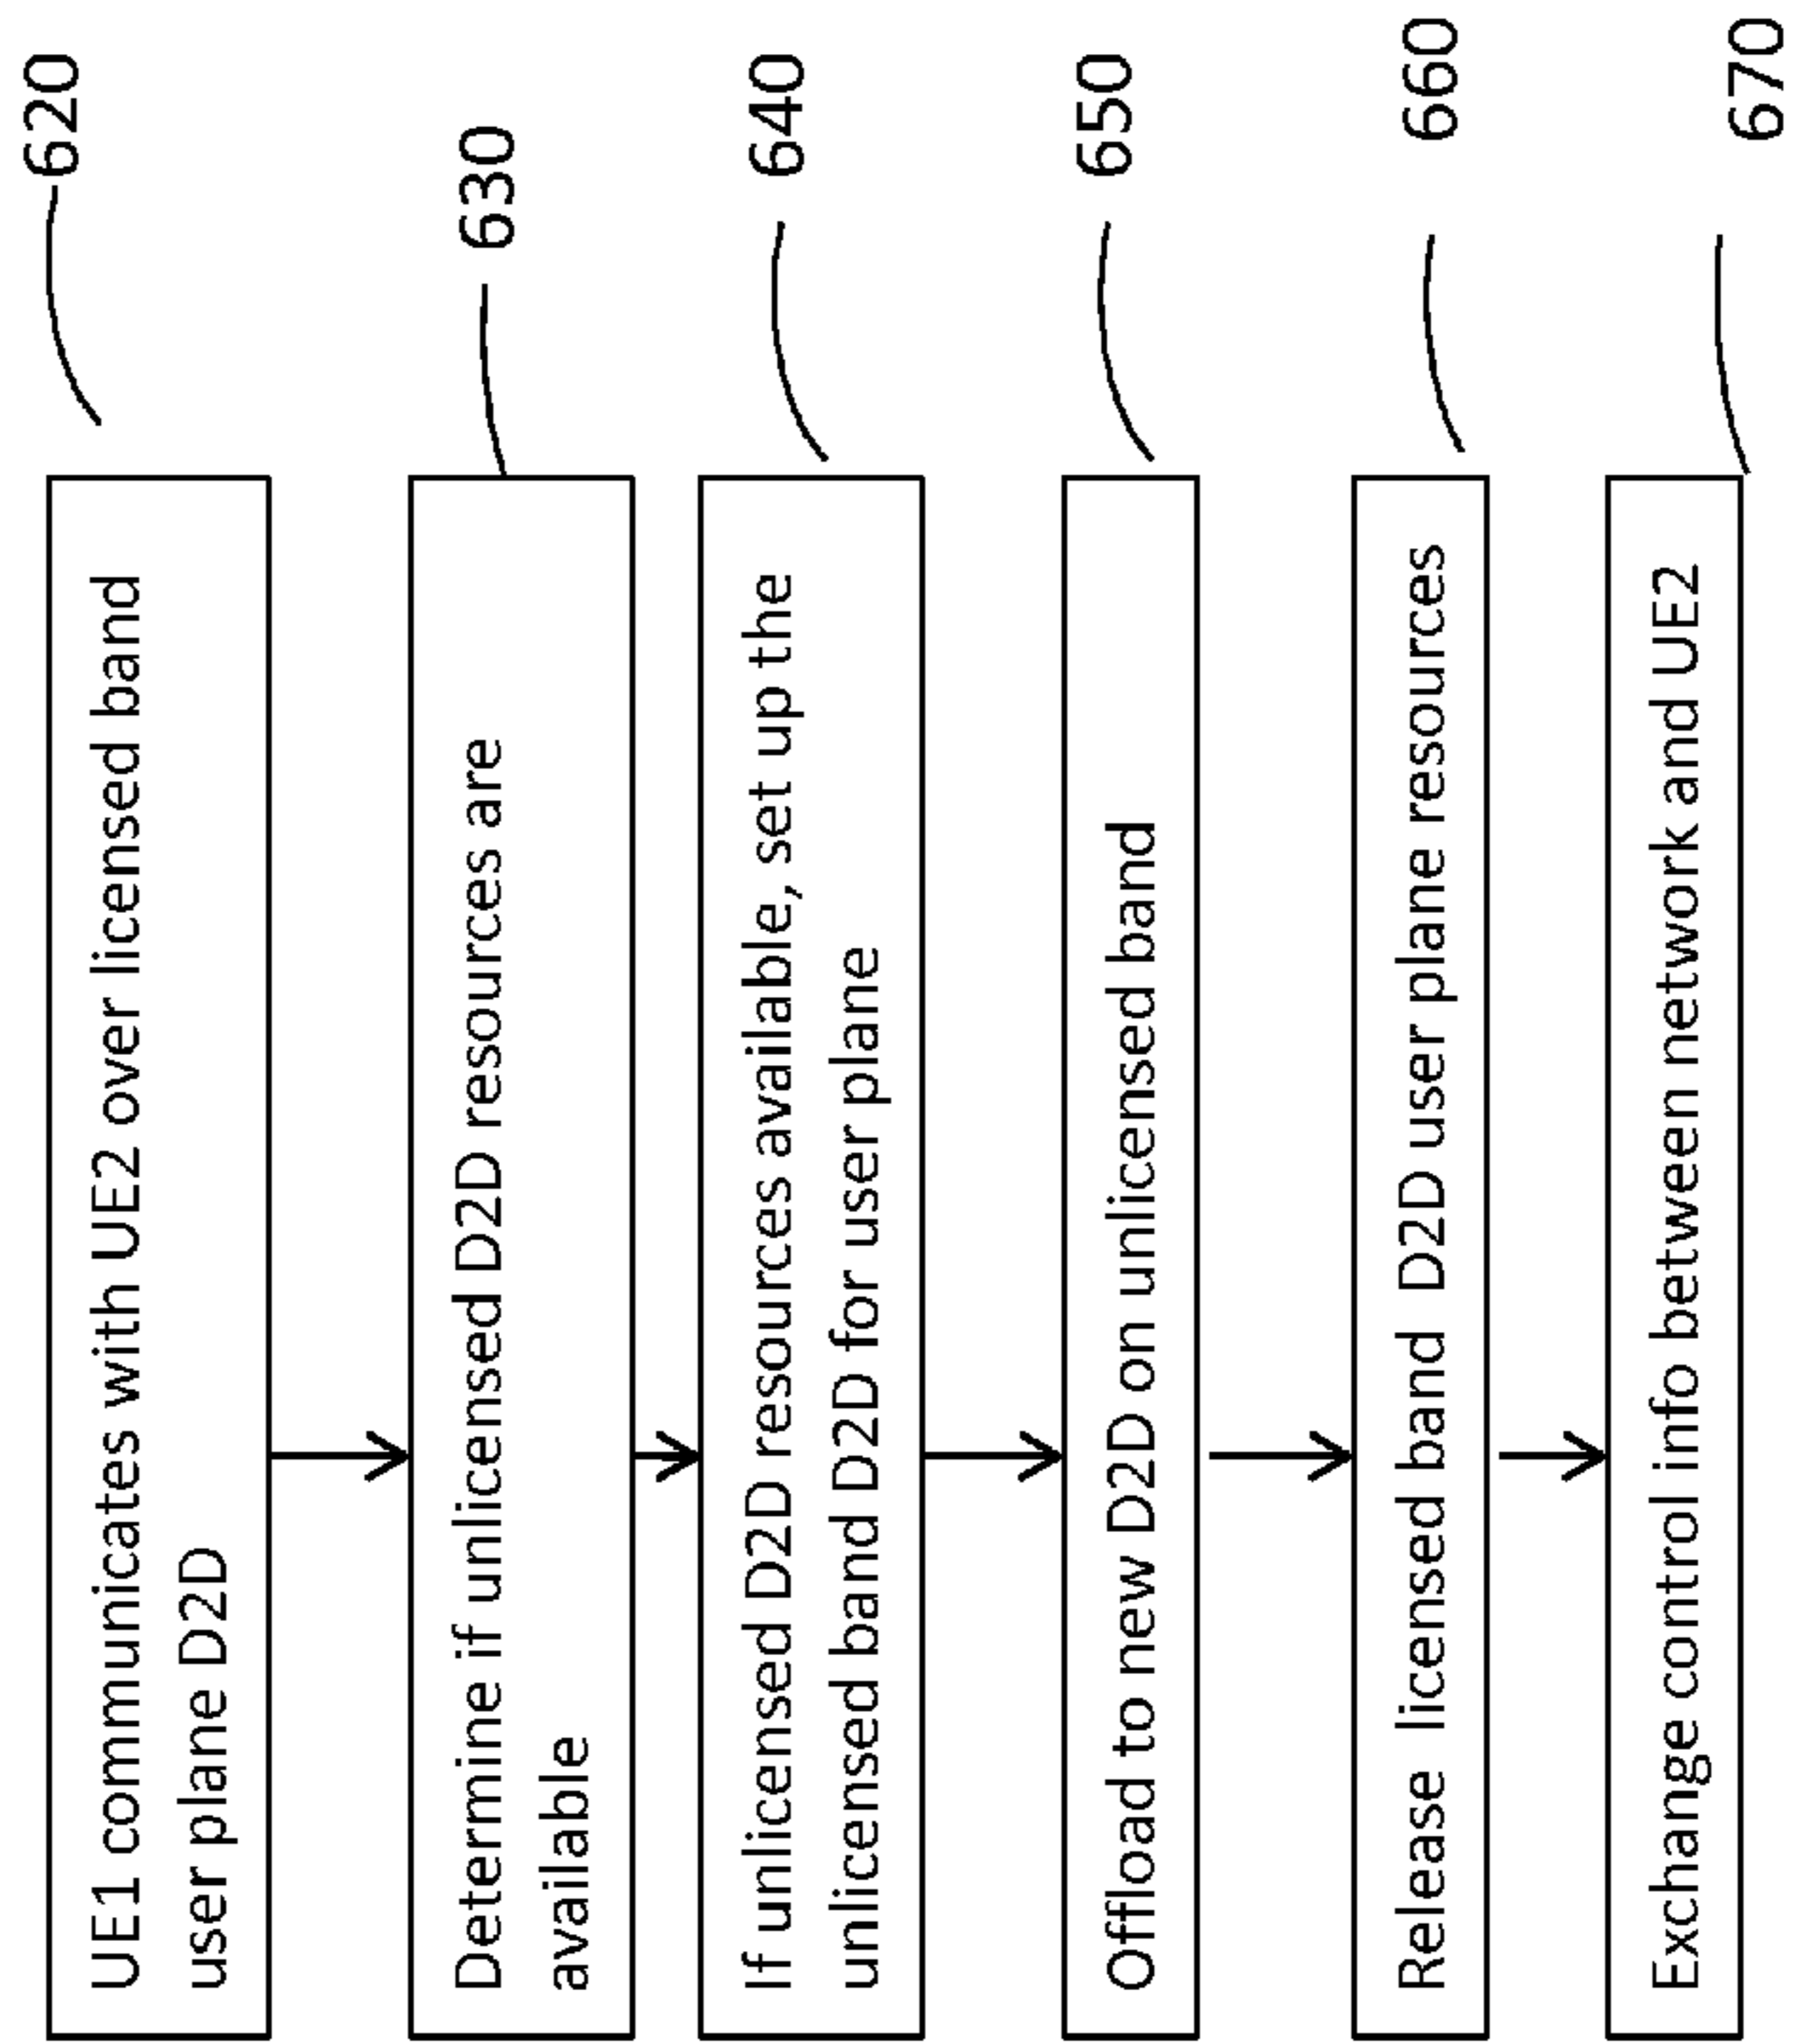 UE1 communicates with UE2 over licensed band
user plane D2D
620
Determine if unlicensed D2D resources are
available
630
If unlicensed D2D resources available, set up the
unlicensed band D2D for user plane
640
Offload to new D2D on unlicensed band
650
Release licensed band D2D user plane resources
660
Exchange control info between network and UE2
670